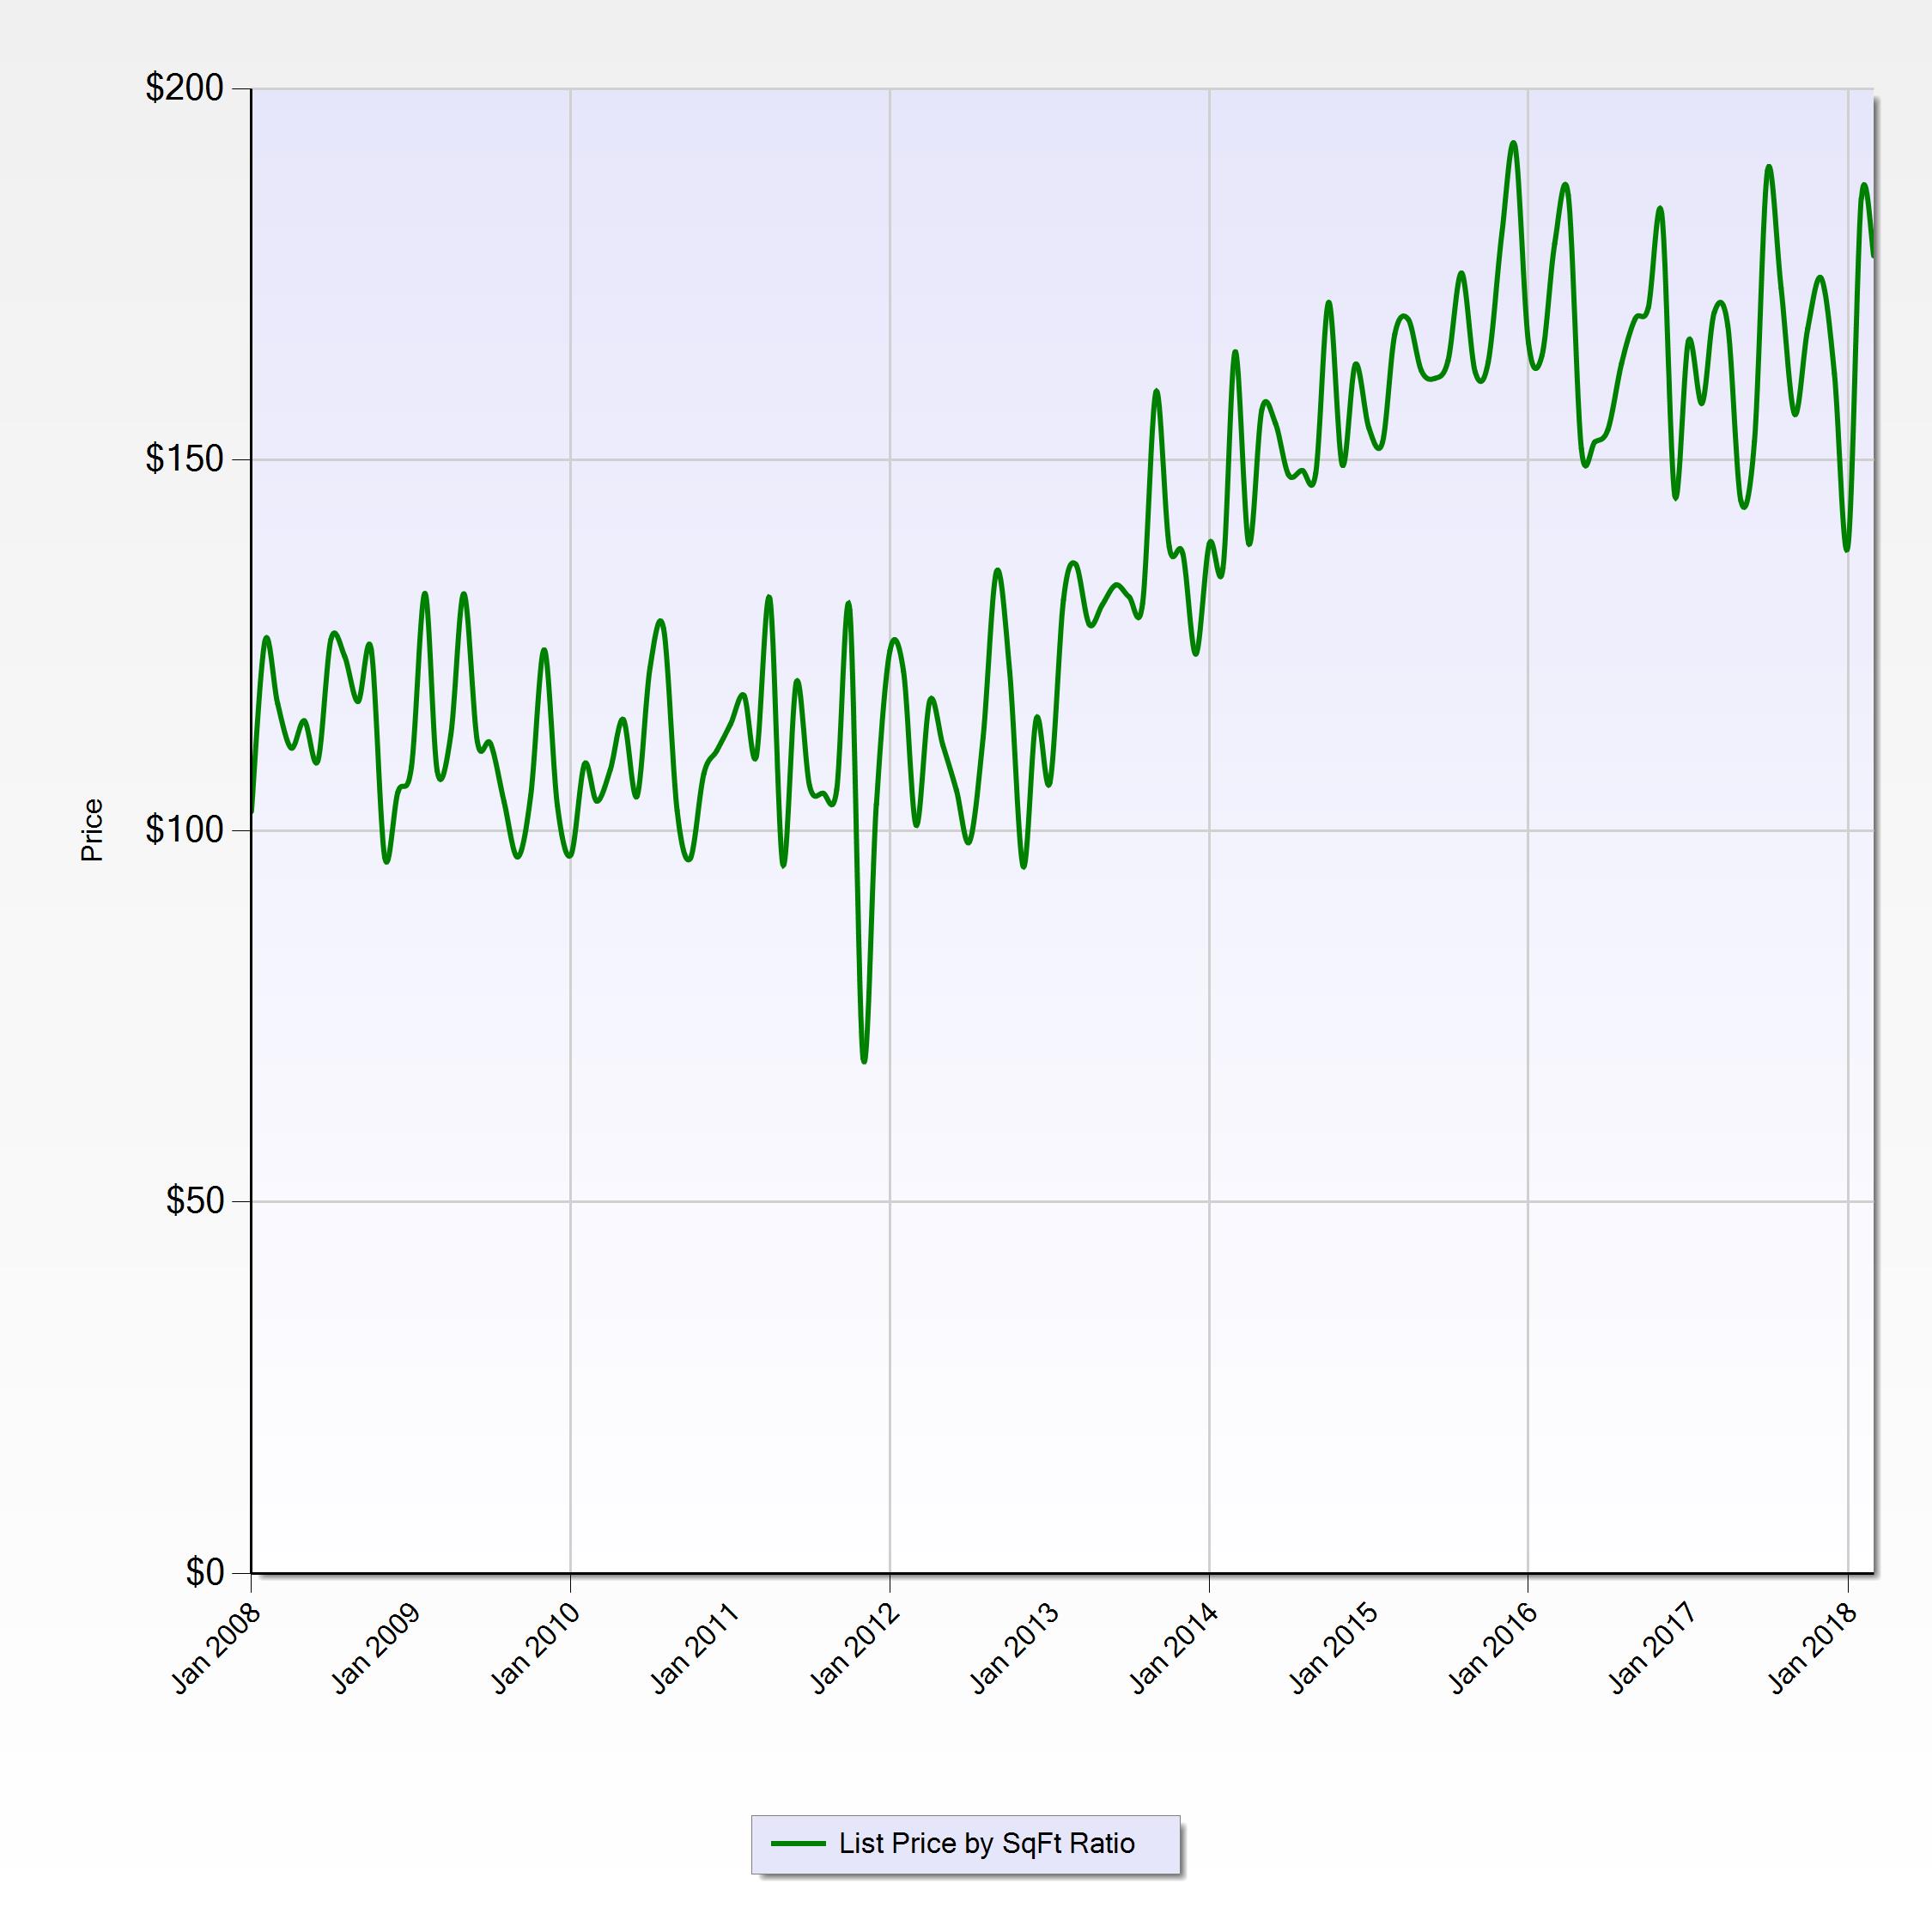 $200
$150
$100
$50
$0
Price
Jan 2008
Jan 2009
Jan 2010
Jan 2011
Jan 2012
Jan 2013
Jan 2014
Jan 2015
Jan 2016
Jan 2017
Jan 2018
List Price by SqFt Ratio